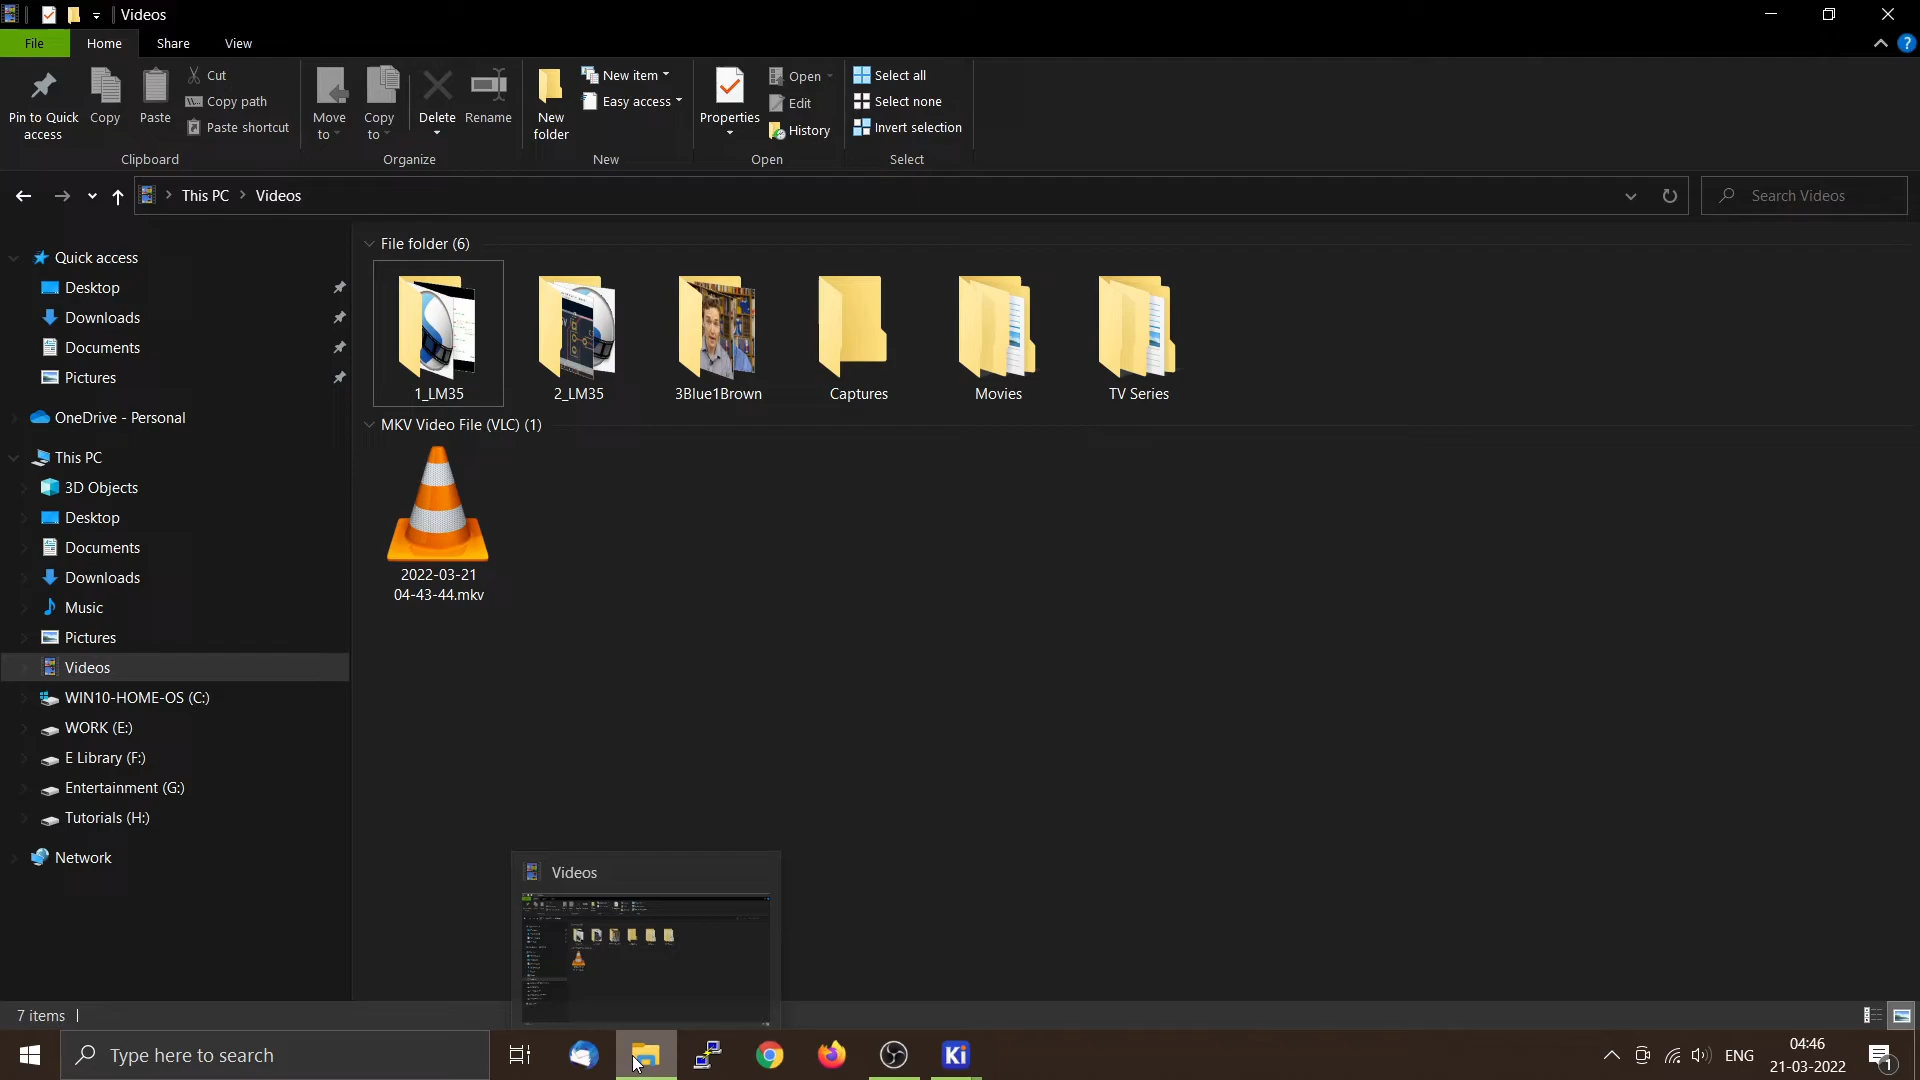 Videos
File
Home
Share
View
Pin to Quick access
Copy
Paste
Cut
Copy path
Paste shortcut
Clipboard
Move to
Copy to
Delete
Rename
Organize
New folder
New item
Easy access
New
Properties
Open
Edit
History
Open
Select all
Select none
Invert selection
Select
This PC
Videos
Search Videos
Quick access
Desktop
Downloads
Documents
Pictures
OneDrive - Personal
This PC
3D Objects
Desktop
Documents
Downloads
Music
Pictures
Videos
WIN10-HOME-OS (C:)
WORK (E:)
E Library (F:)
Entertainment (G:)
Tutorials (H:)
Network
File folder (6)
1_LM35
2_LM35
3Blue1Brown
Captures
Movies
TV Series
MKV Video File (VLC) (1)
2022-03-21
04-43-44.mkv
Videos
7 items
Type here to search
Ki
ENG
04:46
21-03-2022
1